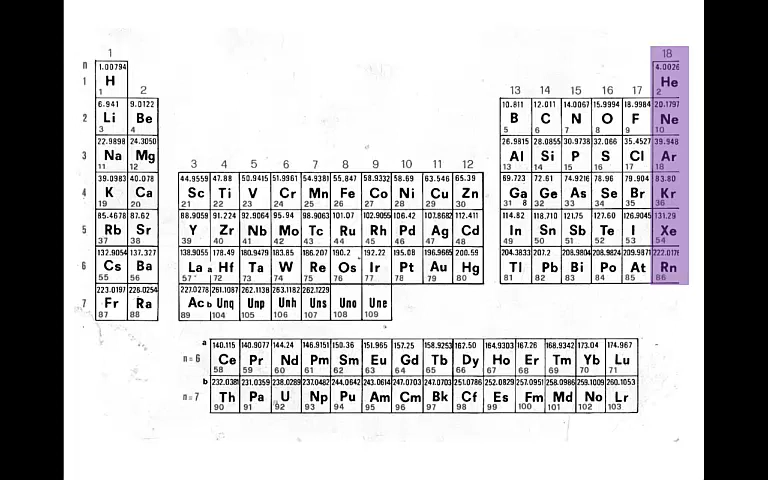 1 18
n 1.00794 4.0026
1 H He
1 2 13 14 15 16 17 2
6.941 9.0122 10.811 12.011 14.0067 15.9994 18.9984 20.1797
2 Li Be B C N O F Ne
3 4 5 6 7 8 9 10
22.9898 24.3050 26.9815 28.0855 30.9738 32.066 35.4527 39.948
3 Na Mg Al Si P S Cl Ar
11 12 3 4 5 6 7 8 9 10 11 12 13 14 15 16 17 18
39.0983 40.078 44.9559 47.88 50.9415 51.9961 54.9381 55.847 58.9332 58.69 63.546 65.39 69.723 72.61 74.9216 78.96 79.904 83.80
4 K Ca Sc Ti V Cr Mn Fe Co Ni Cu Zn Ga Ge As Se Br Kr
19 20 21 22 23 24 25 26 27 28 29 30 31 8 32 33 34 35 36
85.4678 87.62 88.9059 91.224 92.9064 95.94 98.9063 101.07 102.9055 106.42 107.8682 112.411 114.82 118.710 121.75 127.60 126.9045 131.29
5 Rb Sr Y Zr Nb Mo Tc Ru Rh Pd Ag Cd In Sn Sb Te I Xe
37 38 39 40 41 42 43 44 45 46 47 48 49 50 51 52 53 54
132.9054 137.327 138.9055 178.49 180.9479 183.85 186.207 190.2 192.22 195.08 196.9665 200.59 204.3833 207.2 208.9804 208.9824 209.9871 222.0176
6 Cs Ba La a Hf Ta W Re Os Ir Pt Au Hg Tl Pb Bi Po At Rn
55 56 57 72 73 74 75 76 77 78 79 80 81 82 83 84 85 86
223.0197 226.0254 227.0278 261.1087 262.1138 263.1182 262.1229
7 Fr Ra Ac b Unq Unp Unh Uns Uno Une
87 88 89 104 105 106 107 108 109
a 140.115 140.9077 144.24 146.9151 150.36 151.965 157.25 158.9253 162.50 164.9303 167.26 168.9342 173.04 174.967
n=6 Ce Pr Nd Pm Sm Eu Gd Tb Dy Ho Er Tm Yb Lu
58 59 60 61 62 63 64 65 66 67 68 69 70 71
b 232.0381 231.0359 238.0289 237.0482 244.0642 243.0614 247.0703 247.0703 251.0796 252.0829 257.0951 258.0986 259.1009 260.1053
n=7 Th Pa U Np Pu Am Cm Bk Cf Es Fm Md No Lr
90 91 92 93 94 95 96 97 98 99 100 101 102 103